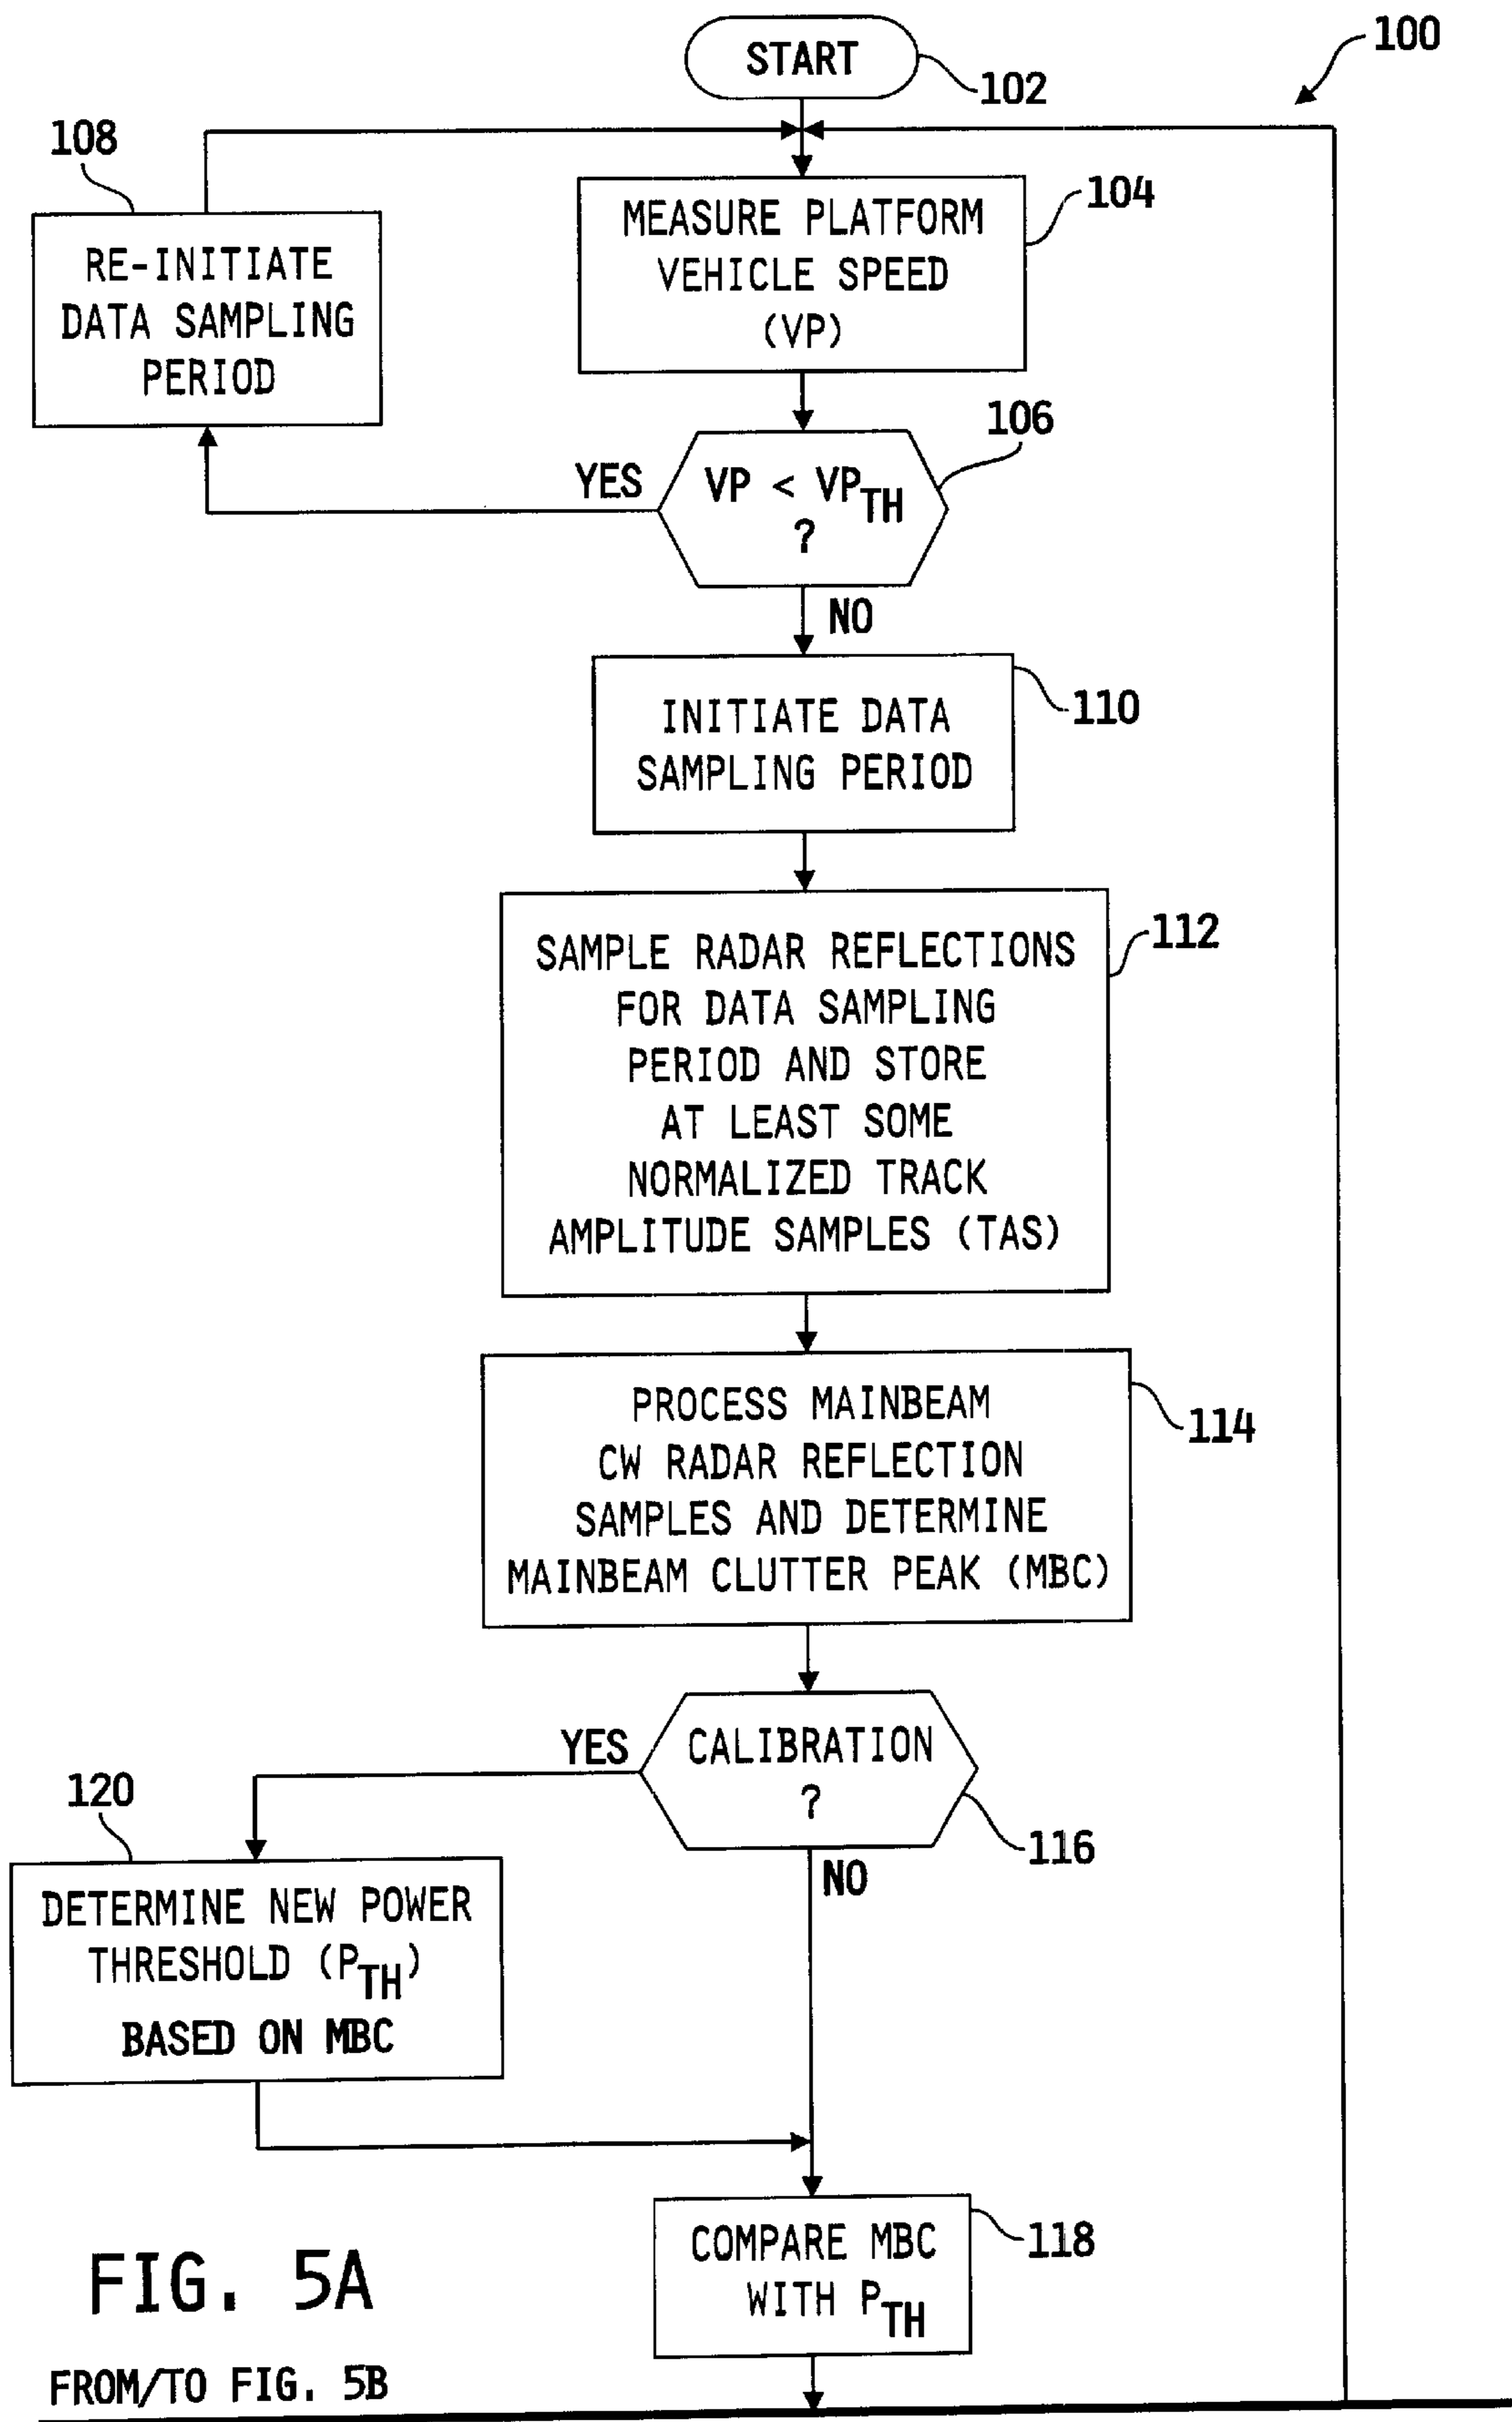 100
START
102
108
104
MEASURE PLATFORM
VEHICLE SPEED
(VP)
RE-INITIATE
DATA SAMPLING
PERIOD
106
YES
VP < VPTH
?
NO
110
INITIATE DATA
SAMPLING PERIOD
112
SAMPLE RADAR REFLECTIONS
FOR DATA SAMPLING
PERIOD AND STORE
AT LEAST SOME
NORMALIZED TRACK
AMPLITUDE SAMPLES (TAS)
114
PROCESS MAINBEAM
CW RADAR REFLECTION
SAMPLES AND DETERMINE
MAINBEAM CLUTTER PEAK (MBC)
YES
CALIBRATION
?
116
NO
120
DETERMINE NEW POWER
THRESHOLD (PTH)
BASED ON MBC
118
COMPARE MBC
WITH PTH
FIG. 5A
FROM/TO FIG. 5B